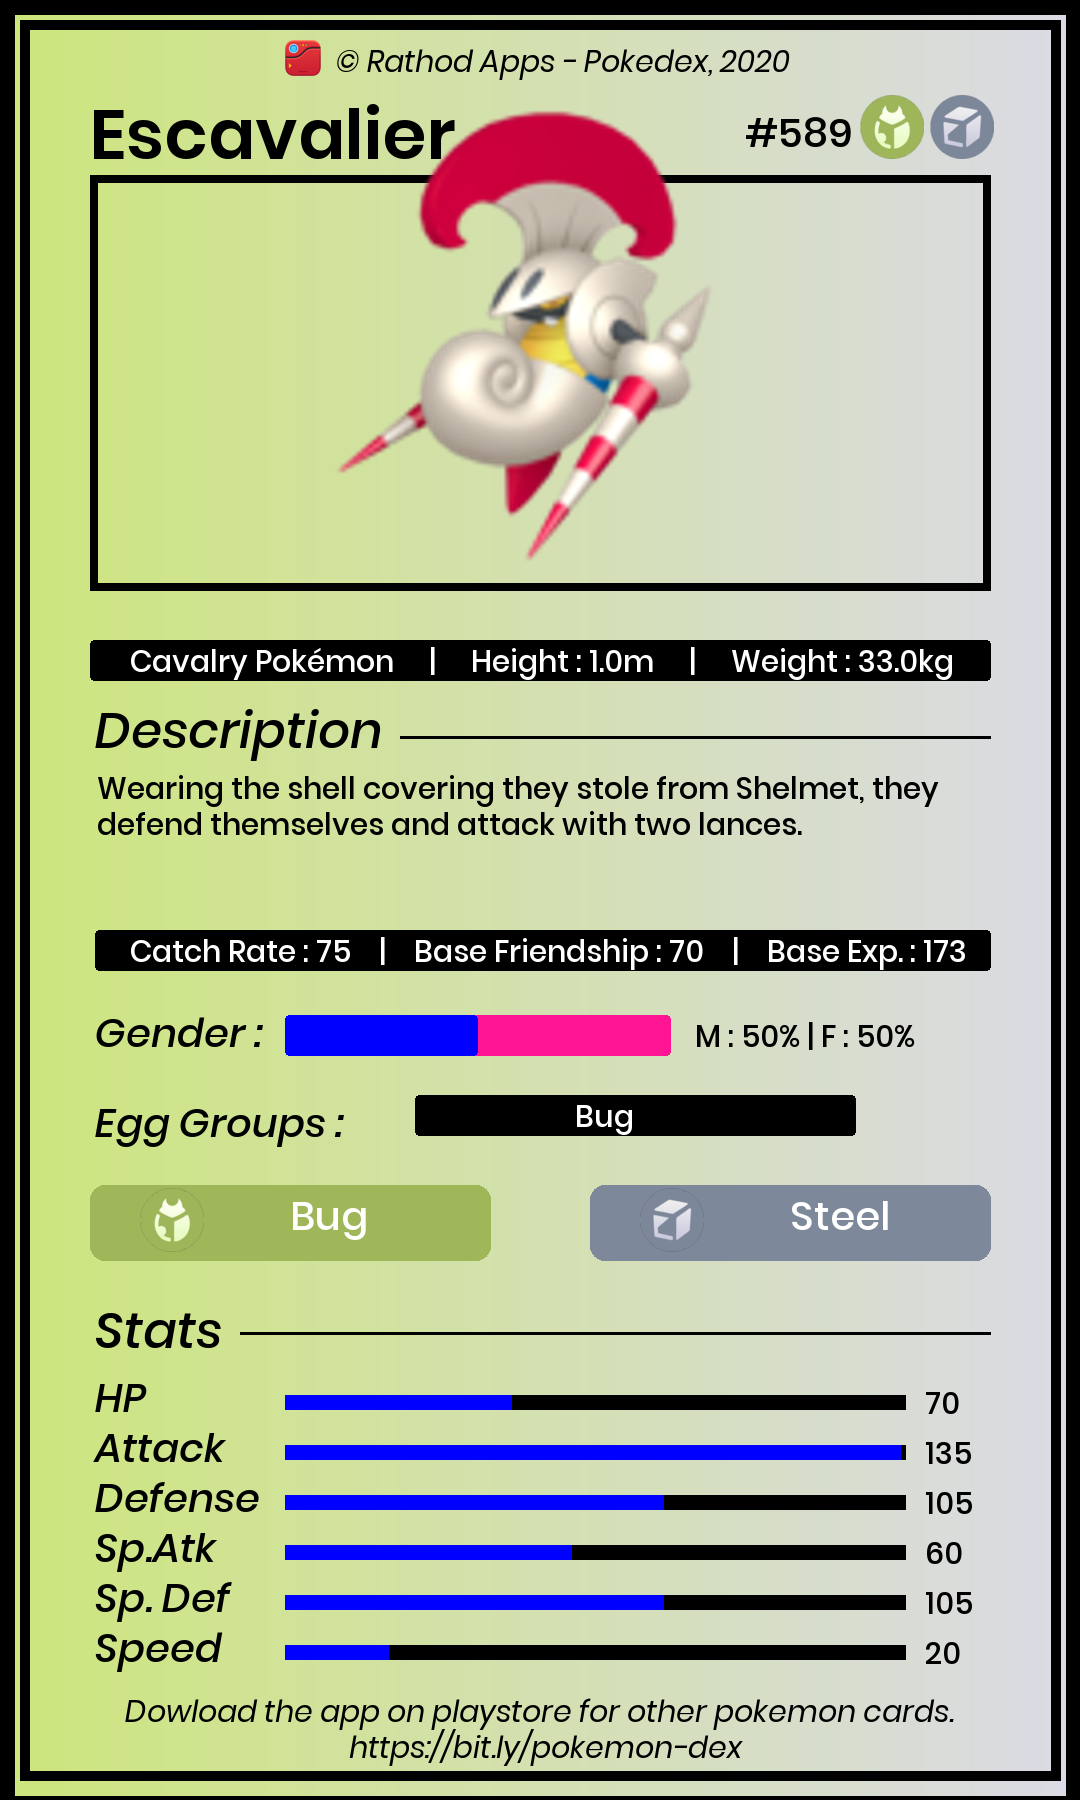 © Rathod Apps - Pokedex, 2020
Escavalier #589
Cavalry Pokémon | Height : 1.0m | Weight : 33.0kg
Description
Wearing the shell covering they stole from Shelmet, they
defend themselves and attack with two lances.
Catch Rate : 75 | Base Friendship : 70 | Base Exp. : 173
Gender : M : 50% | F : 50%
Egg Groups : Bug
Bug Steel
Stats
HP 70
Attack 135
Defense 105
Sp.Atk 60
Sp. Def 105
Speed 20
Dowload the app on playstore for other pokemon cards.
https://bit.ly/pokemon-dex